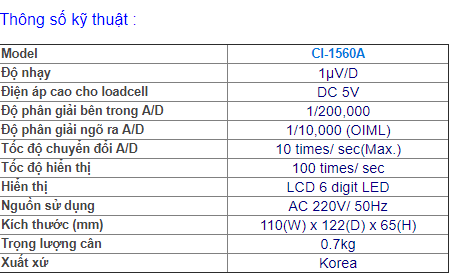 Thông số kỹ thuật :
Model CI-1560A
Độ nhạy 1µV/D
Điện áp cao cho loadcell DC 5V
Độ phân giải bên trong A/D 1/200,000
Độ phân giải ngõ ra A/D 1/10,000 (OIML)
Tốc độ chuyển đổi A/D 10 times/ sec(Max.)
Tốc độ hiển thị 100 times/ sec
Hiển thị LCD 6 digit LED
Nguồn sử dụng AC 220V/ 50Hz
Kích thước (mm) 110(W) x 122(D) x 65(H)
Trọng lượng cân 0.7kg
Xuất xứ Korea